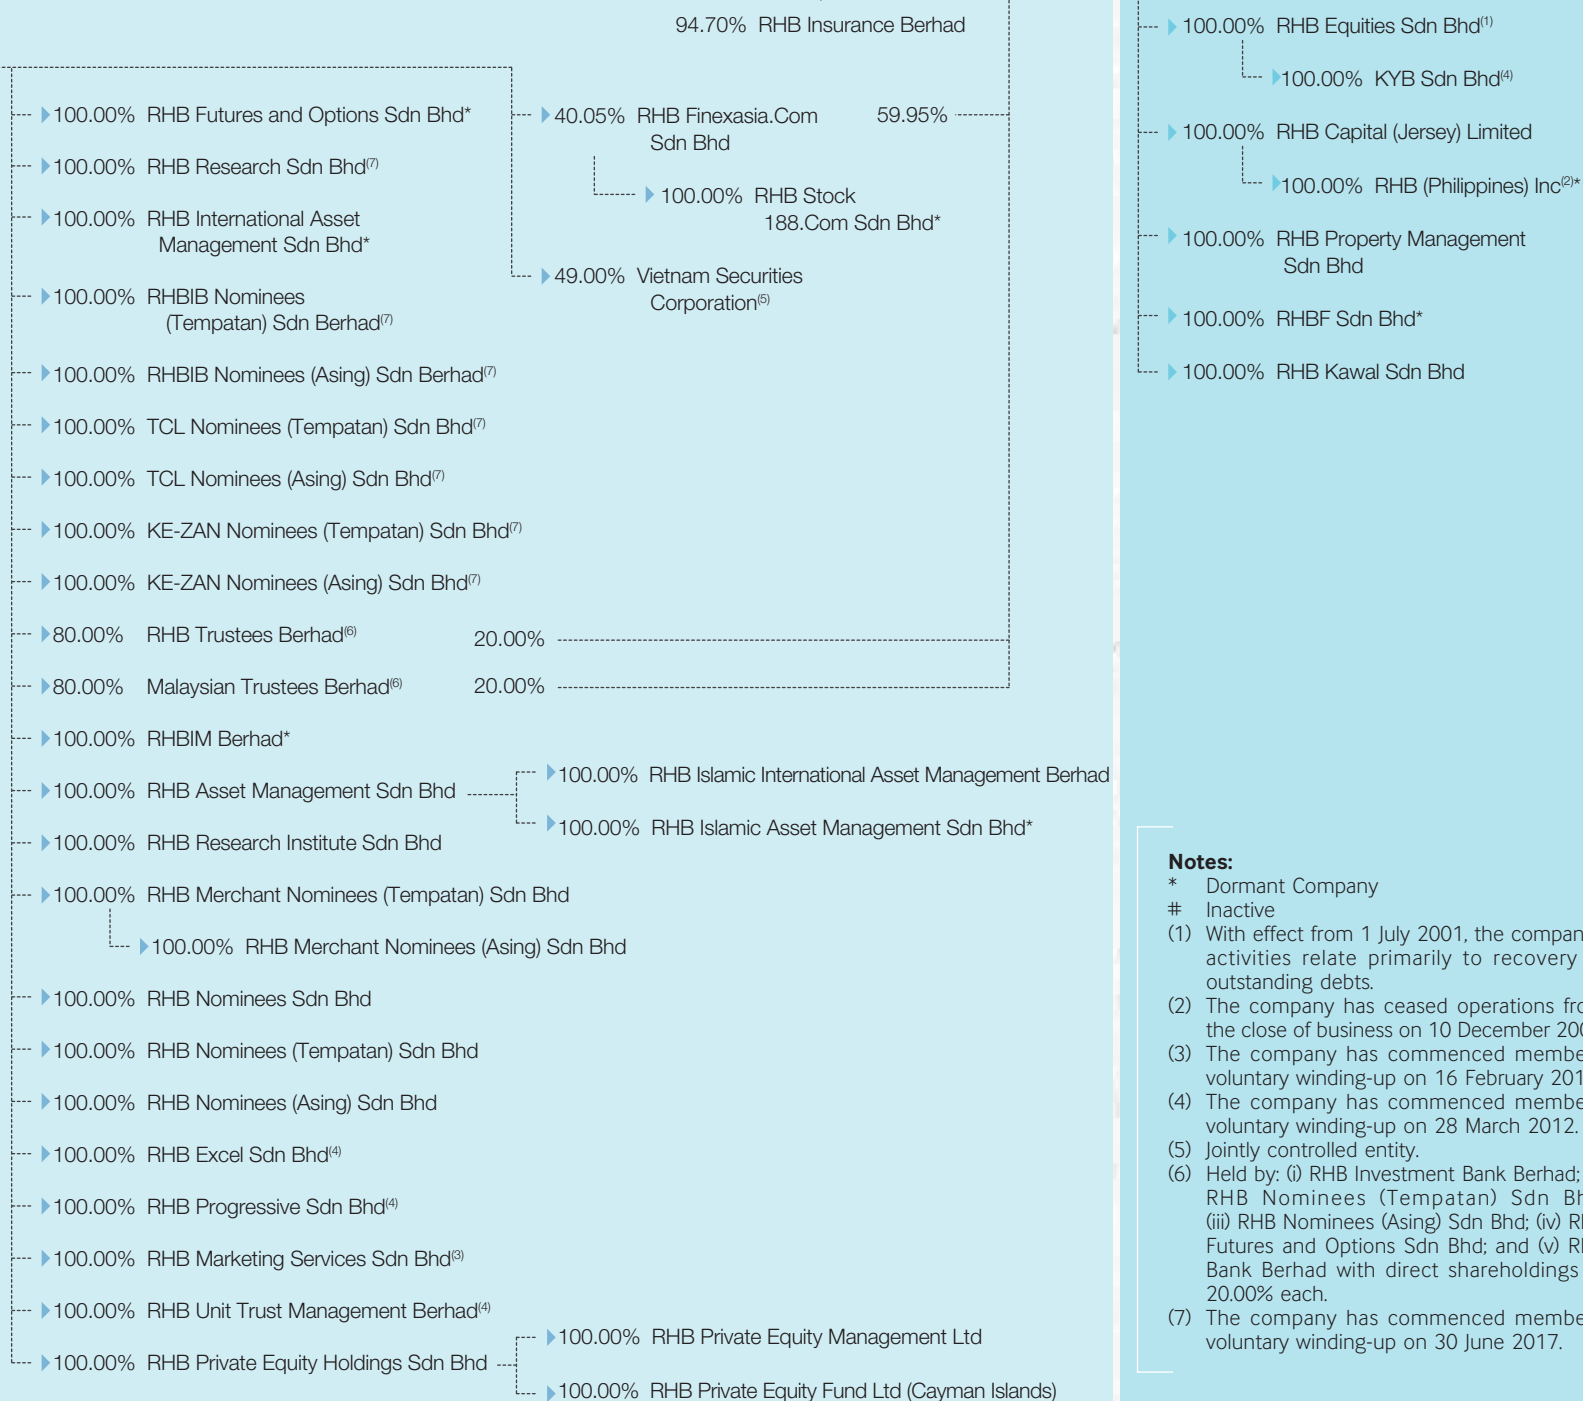 94.70% RHB Insurance Berhad
100.00% RHB Futures and Options Sdn Bhd*
100.00% RHB Research Sdn Bhd(7)
100.00% RHB International Asset
Management Sdn Bhd*
100.00% RHBIB Nominees
(Tempatan) Sdn Berhad(7)
100.00% RHBIB Nominees (Asing) Sdn Berhad(7)
100.00% TCL Nominees (Tempatan) Sdn Bhd(7)
100.00% TCL Nominees (Asing) Sdn Bhd(7)
100.00% KE-ZAN Nominees (Tempatan) Sdn Bhd(7)
100.00% KE-ZAN Nominees (Asing) Sdn Bhd(7)
80.00% RHB Trustees Berhad(6) 20.00%
80.00% Malaysian Trustees Berhad(6) 20.00%
100.00% RHBIM Berhad*
100.00% RHB Asset Management Sdn Bhd
100.00% RHB Islamic International Asset Management Berhad
100.00% RHB Islamic Asset Management Sdn Bhd*
100.00% RHB Research Institute Sdn Bhd
100.00% RHB Merchant Nominees (Tempatan) Sdn Bhd
100.00% RHB Merchant Nominees (Asing) Sdn Bhd
100.00% RHB Nominees Sdn Bhd
100.00% RHB Nominees (Tempatan) Sdn Bhd
100.00% RHB Nominees (Asing) Sdn Bhd
100.00% RHB Excel Sdn Bhd(4)
100.00% RHB Progressive Sdn Bhd(4)
100.00% RHB Marketing Services Sdn Bhd(3)
100.00% RHB Unit Trust Management Berhad(4)
100.00% RHB Private Equity Holdings Sdn Bhd
100.00% RHB Private Equity Management Ltd
100.00% RHB Private Equity Fund Ltd (Cayman Islands)
40.05% RHB Finexasia.Com 59.95%
Sdn Bhd
100.00% RHB Stock
188.Com Sdn Bhd*
49.00% Vietnam Securities
Corporation(5)
100.00% RHB Equities Sdn Bhd(1)
100.00% KYB Sdn Bhd(4)
100.00% RHB Capital (Jersey) Limited
100.00% RHB (Philippines) Inc(2)*
100.00% RHB Property Management
Sdn Bhd
100.00% RHBF Sdn Bhd*
100.00% RHB Kawal Sdn Bhd
Notes:
* Dormant Company
# Inactive
(1) With effect from 1 July 2001, the
activities relate primarily to recovery
outstanding debts.
(2) The company has ceased operations
the close of business on 10 December
(3) The company has commenced
voluntary winding-up on 16 February
(4) The company has commenced
voluntary winding-up on 28 March 2012.
(5) Jointly controlled entity.
(6) Held by: (i) RHB Investment Bank Berhad;
RHB Nominees (Tempatan) Sdn
(iii) RHB Nominees (Asing) Sdn Bhd; (iv)
Futures and Options Sdn Bhd; and (v)
Bank Berhad with direct shareholdings
20.00% each.
(7) The company has commenced
voluntary winding-up on 30 June 2017.